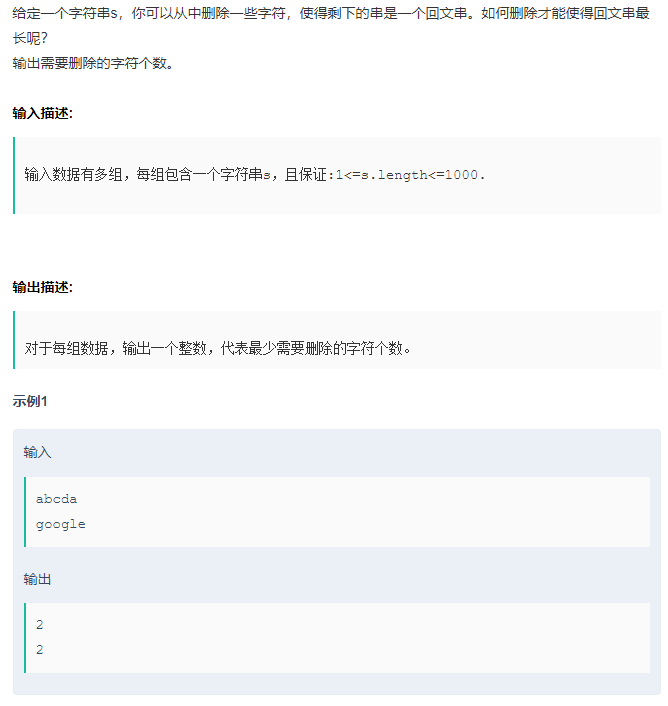 给定一个字符串s，你可以从中删除一些字符，使得剩下的串是一个回文串。如何删除才能使得回文串最
长呢？
输出需要删除的字符个数。
输入描述:
输入数据有多组，每组包含一个字符串s，且保证:1<=s.length<=1000.
输出描述:
对于每组数据，输出一个整数，代表最少需要删除的字符个数。
示例1
输入
abcda
google
输出
2
2